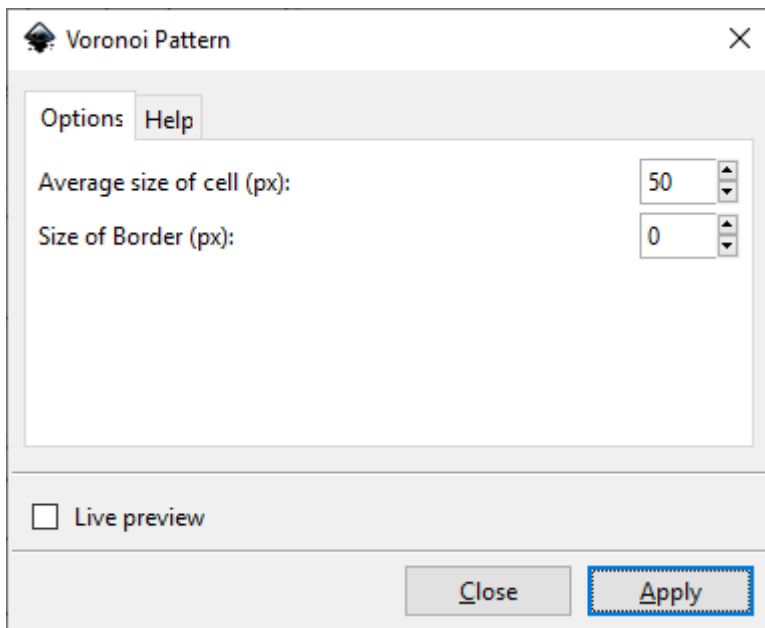 Voronoi Pattern
Options Help
Average size of cell (px): 50
Size of Border (px): 0
Live preview
Close Apply